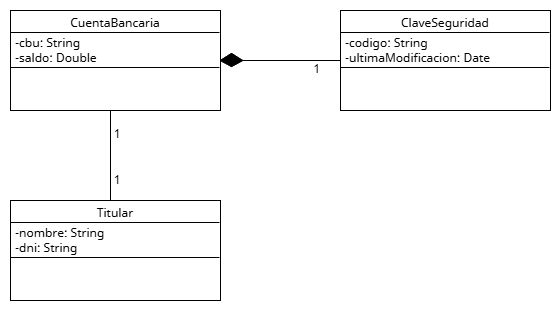 CuentaBancaria
-cbu: String
-saldo: Double
ClaveSeguridad
-codigo: String
-ultimaModificacion: Date
1
1
1
Titular
-nombre: String
-dni: String